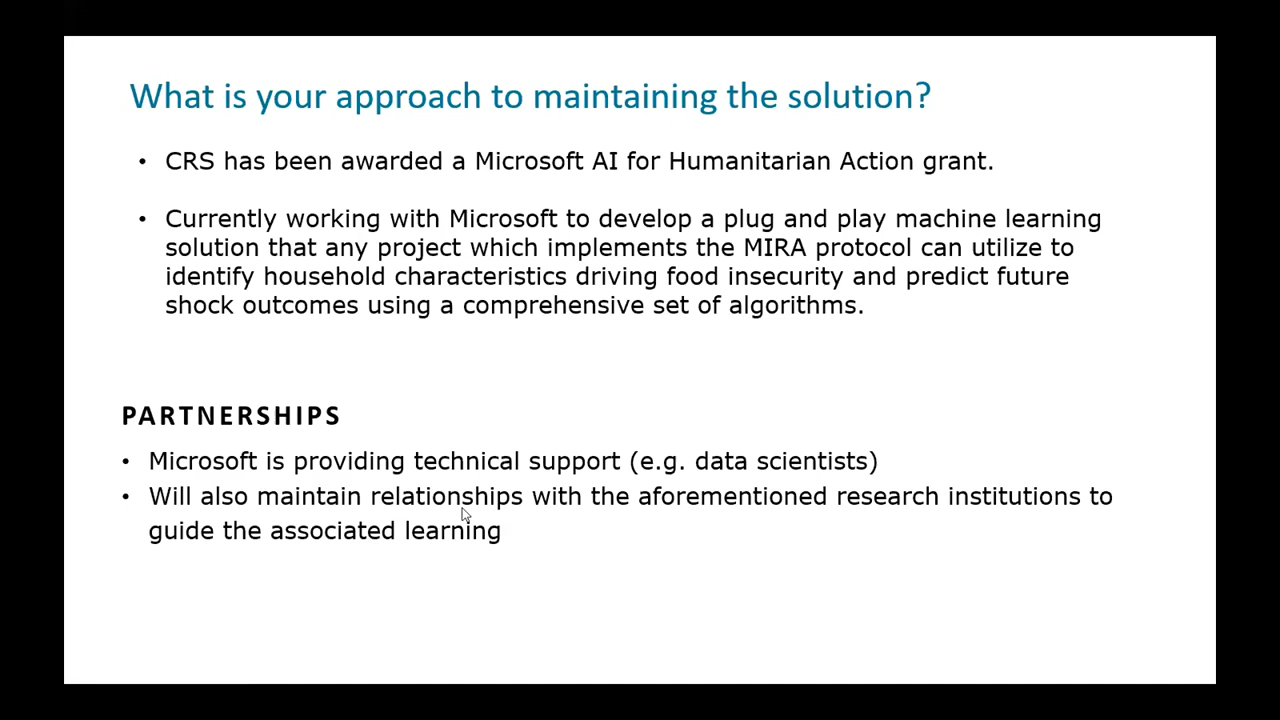 What is your approach to maintaining the solution?
• CRS has been awarded a Microsoft AI for Humanitarian Action grant.
• Currently working with Microsoft to develop a plug and play machine learning
solution that any project which implements the MIRA protocol can utilize to
identify household characteristics driving food insecurity and predict future
shock outcomes using a comprehensive set of algorithms.
PARTNERSHIPS
• Microsoft is providing technical support (e.g. data scientists)
• Will also maintain relationships with the aforementioned research institutions to
guide the associated learning